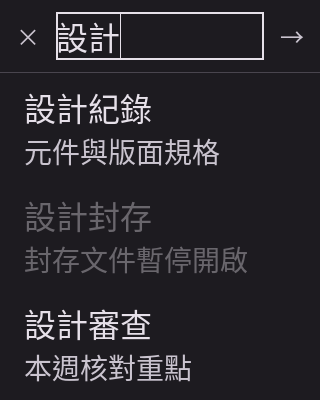 設計
設計紀錄
元件與版面規格
設計封存
封存文件暫停開啟
設計審查
本週核對重點